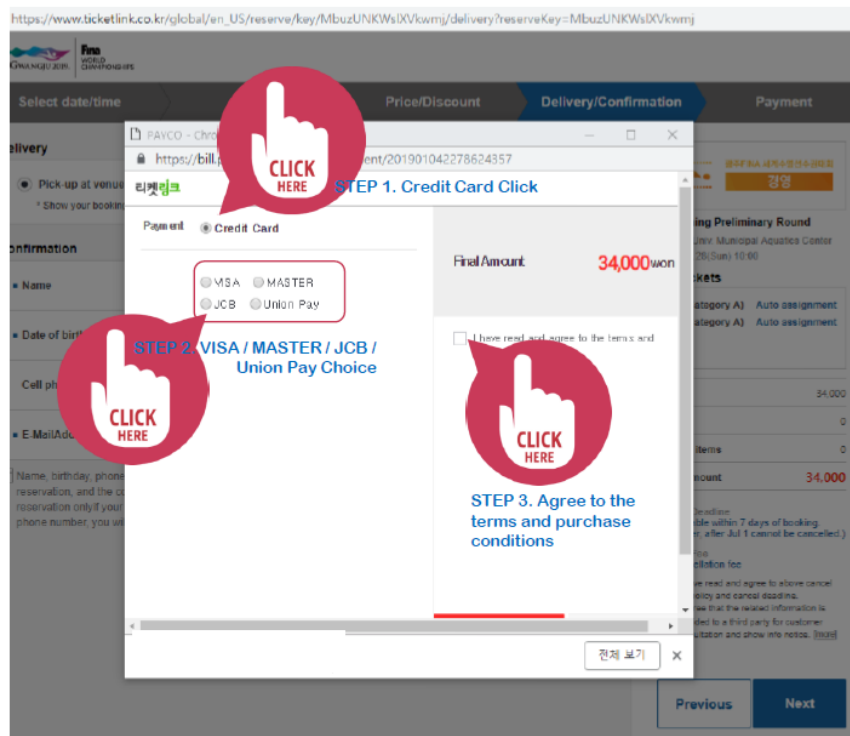 https://www.ticketlink.co.kr/global/en_US/reserve/key/MbuzUNKWslXVkwmj/delivery?reserveKey=MbuzUNKWslXVkwmj
GWANGJU 2019.
Fina
WORLD
CHAMPIONSHIPS
Select date/time
Price/Discount
Delivery/Confirmation
Payment
elivery
Pick-up at venue
* Show your booking
onfirmation
Name
Date of birt
Cell ph
E-MailAd
Name, birthday, phone
reservation, and the co
reservation onlyif your
phone number, you wi
PAYCO - Chro
https://bill.p
ent/201901042278624357
티켓링크
CLICK
HERE
STEP 1. Credit Card Click
Payment
Credit Card
VISA MASTER
JCB Union Pay
STEP 2. VISA / MASTER / JCB /
Union Pay Choice
CLICK
HERE
Final Amount 34,000won
I have read and agree to the terms and
CLICK
HERE
STEP 3. Agree to the
terms and purchase
conditions
전체 보기
경영
ing Preliminary Round
Univ. Municipal Aquatics Center
28(Sun) 10:00
kets
ategory A) Auto assignment
ategory A) Auto assignment
34,000
0
items 0
mount 34,000
Deadline
ble within 7 days of booking.
er, after Jul 1 cannot be cancelled.)
ellation fee
ve read and agree to above cancel
olicy and cancel deadline.
ree that the related information is
ded to a third party for customer
ultation and show info notice. [more]
Previous
Next